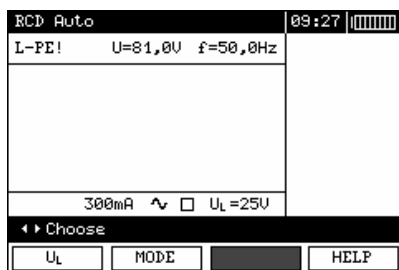 RCD Auto 09:27
L-PE! U=81,0V f=50,0Hz
300mA UL=25V
Choose
UL MODE HELP